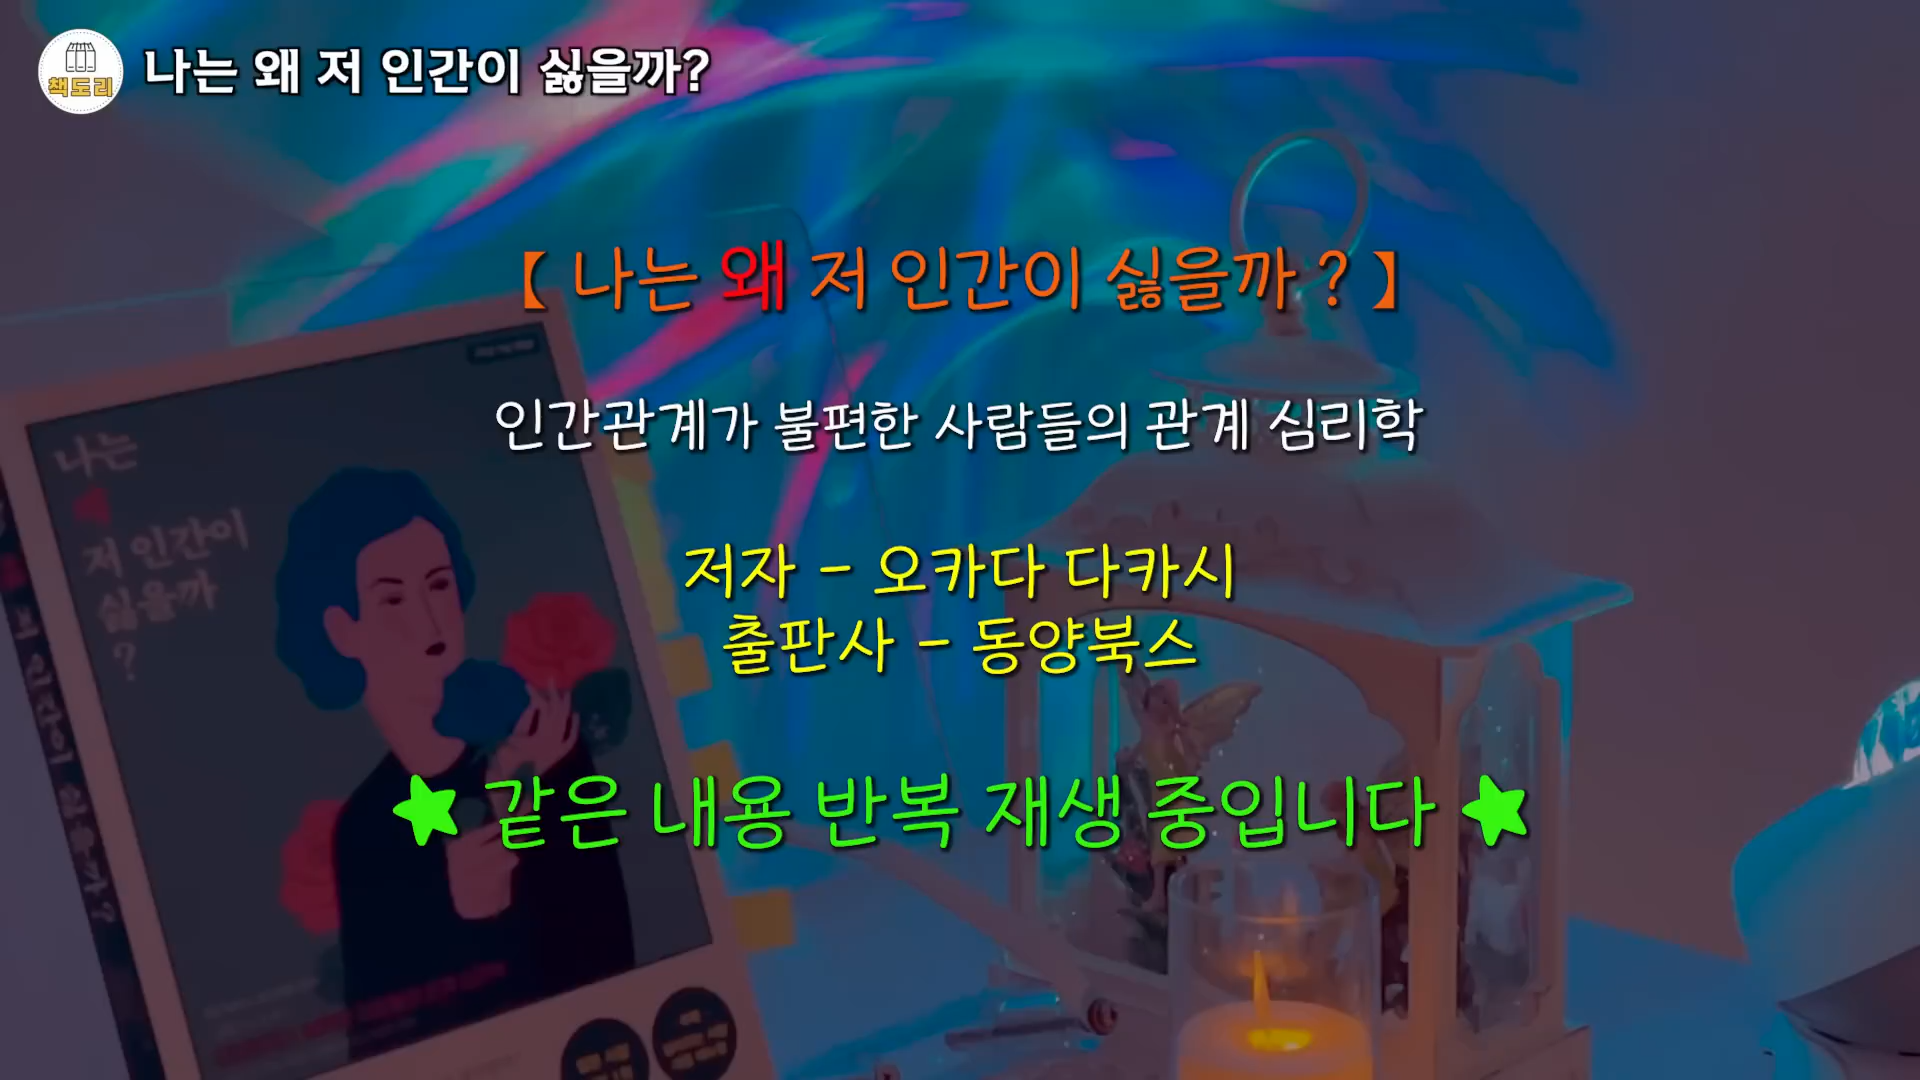 책도리
나는 왜 저 인간이 싫을까?
【 나는 왜 저 인간이 싫을까 ? 】
인간관계가 불편한 사람들의 관계 심리학
저자 - 오카다 다카시
출판사 - 동양북스
★ 같은 내용 반복 재생 중입니다 ★
나는
왜
저 인간이
싫을까
?